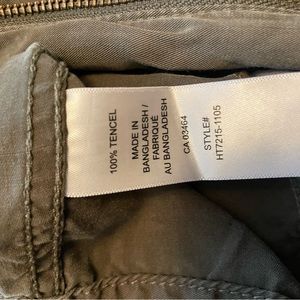 100% TENCEL
MADE IN
BANGLADESH /
FABRIQUÉ
AU BANGLADESH
CA 03464
STYLE#
HT7215-1105